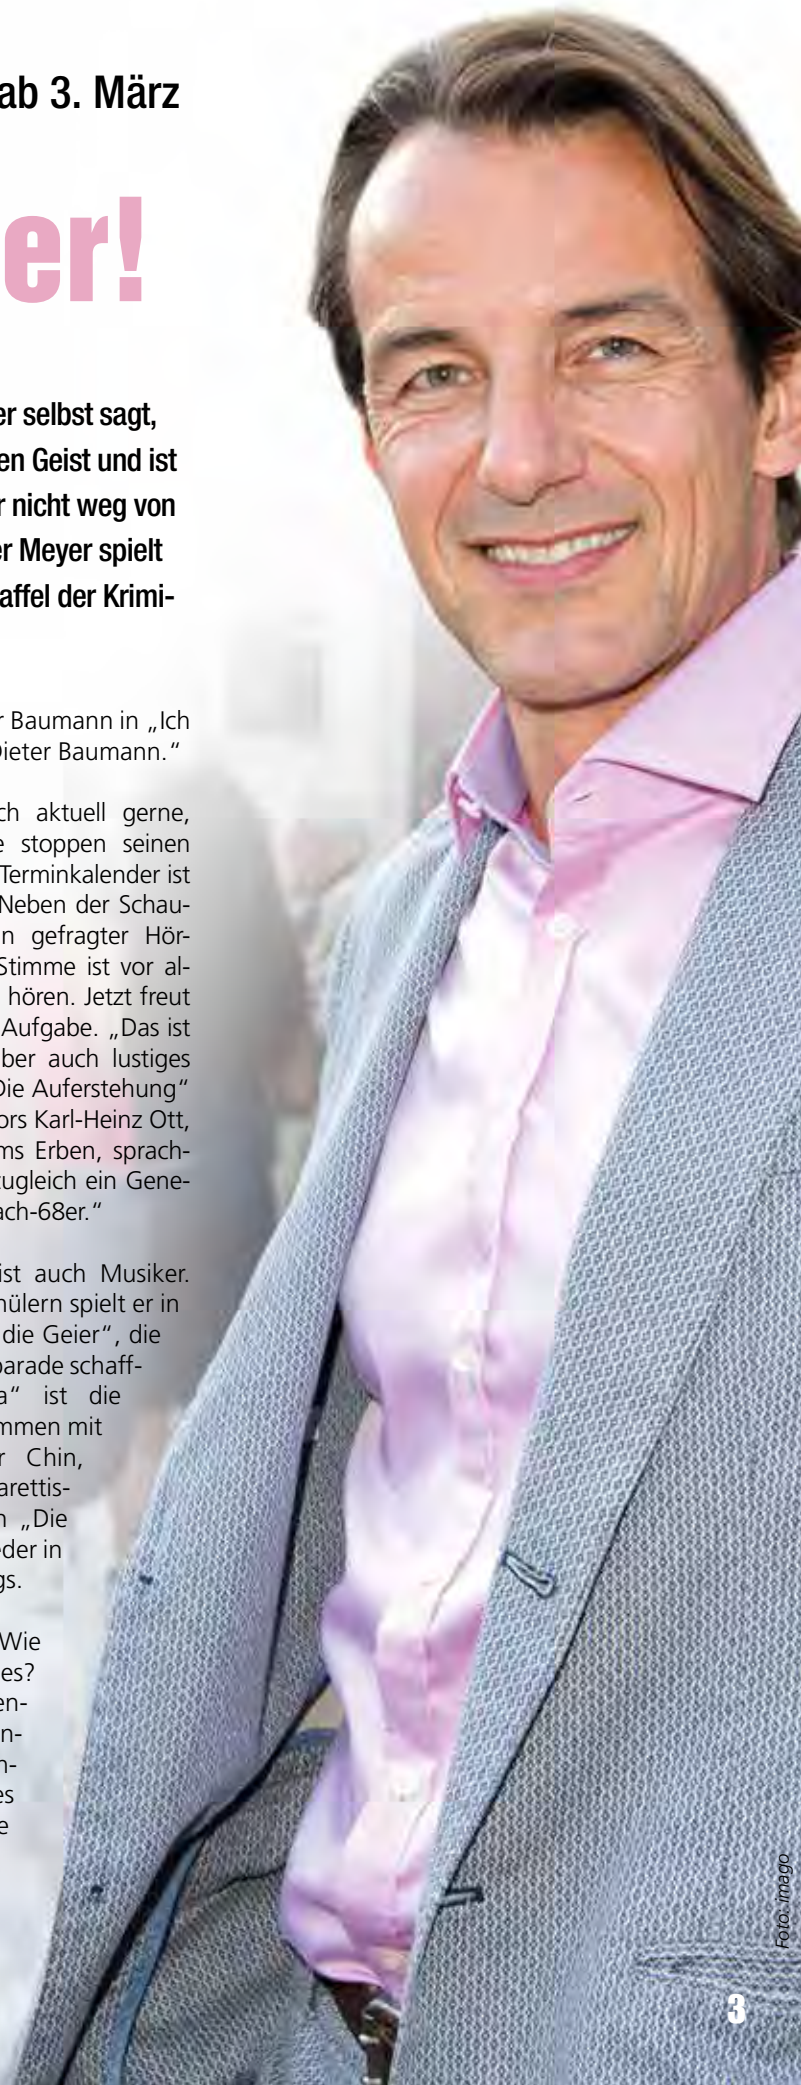 ab 3. März
er!
er selbst sagt,
en Geist und ist
r nicht weg von
er Meyer spielt
affel der Krimi-
r Baumann in „Ich
Dieter Baumann.“
ch aktuell gerne,
e stoppen seinen
Terminkalender ist
Neben der Schau-
n gefragter Hör-
Stimme ist vor al-
hören. Jetzt freut
Aufgabe. „Das ist
ber auch lustiges
Die Auferstehung“
ors Karl-Heinz Ott,
ms Erben, sprach-
zugleich ein Gene-
ach-68er.“
ist auch Musiker.
hülern spielt er in
die Geier“, die
parade schaff-
a“ ist die
mmen mit
r Chin,
arettis-
n „Die
eder in
gs.
Wie
es?
en-
n-
n-
es
e
Foto: imago
3